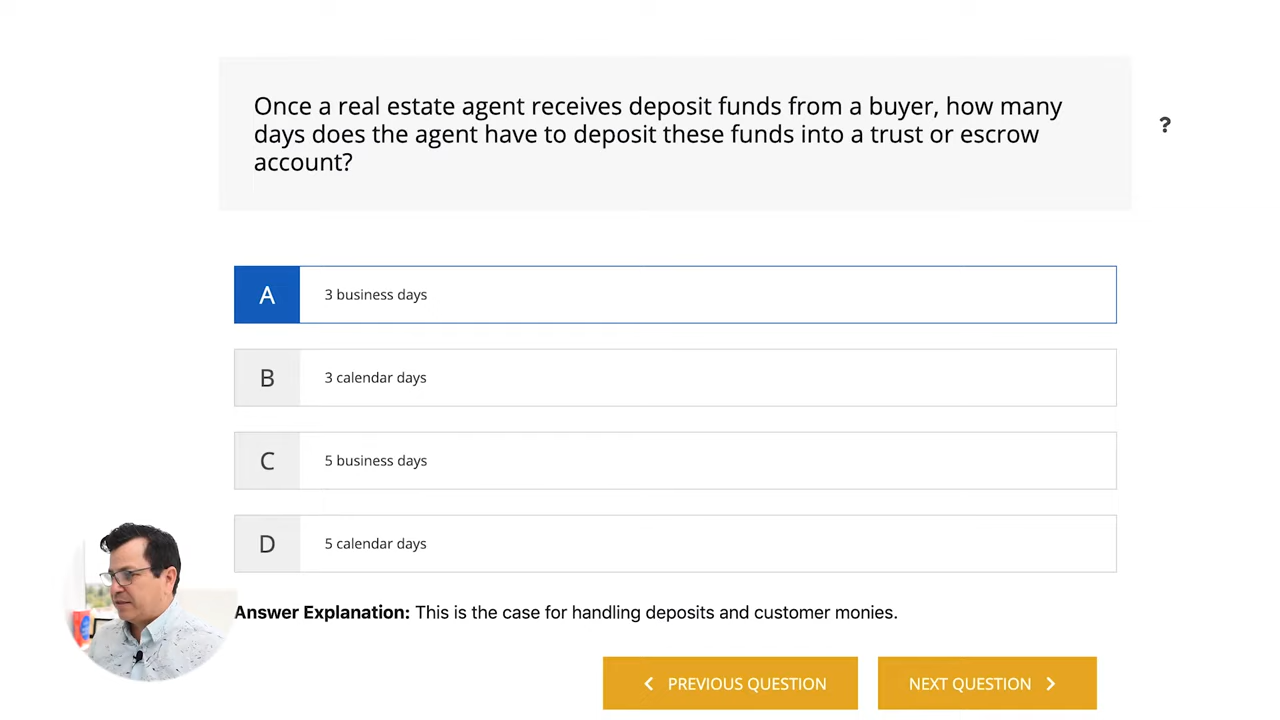 Once a real estate agent receives deposit funds from a buyer, how many
days does the agent have to deposit these funds into a trust or escrow
account?
?
A 3 business days
B 3 calendar days
C 5 business days
D 5 calendar days
Answer Explanation: This is the case for handling deposits and customer monies.
PREVIOUS QUESTION
NEXT QUESTION